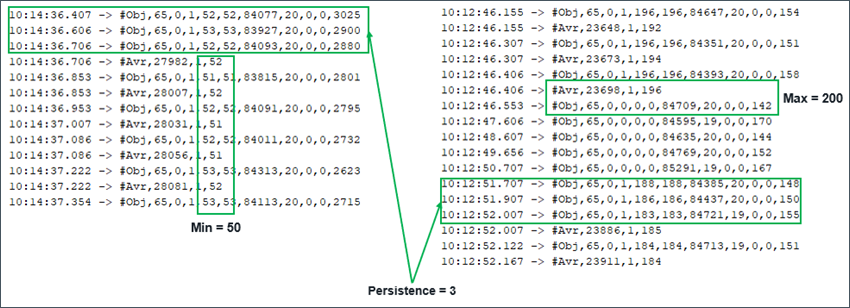 10:14:36.407 -> #Obj,65,0,1,52,52,84077,20,0,0,3025
10:14:36.606 -> #Obj,65,0,1,53,53,83927,20,0,0,2900
10:14:36.706 -> #Obj,65,0,1,52,52,84093,20,0,0,2880
10:14:36.706 -> #Avr,27982,1,52
10:14:36.853 -> #Obj,65,0,1,51,51,83815,20,0,0,2801
10:14:36.853 -> #Avr,28007,1,52
10:14:36.953 -> #Obj,65,0,1,52,52,84091,20,0,0,2795
10:14:37.007 -> #Avr,28031,1,51
10:14:37.086 -> #Obj,65,0,1,52,52,84011,20,0,0,2732
10:14:37.086 -> #Avr,28056,1,51
10:14:37.222 -> #Obj,65,0,1,53,53,84313,20,0,0,2623
10:14:37.222 -> #Avr,28081,1,52
10:14:37.354 -> #Obj,65,0,1,53,53,84113,20,0,0,2715
Min = 50
10:12:46.155 -> #Obj,65,0,1,196,196,84647,20,0,0,154
10:12:46.155 -> #Avr,23648,1,192
10:12:46.307 -> #Obj,65,0,1,196,196,84351,20,0,0,151
10:12:46.307 -> #Avr,23673,1,194
10:12:46.406 -> #Obj,65,0,1,196,196,84393,20,0,0,158
10:12:46.406 -> #Avr,23698,1,196
10:12:46.553 -> #Obj,65,0,0,0,0,84709,20,0,0,142
10:12:47.606 -> #Obj,65,0,0,0,0,84595,19,0,0,170
10:12:48.607 -> #Obj,65,0,0,0,0,84635,20,0,0,144
10:12:49.656 -> #Obj,65,0,0,0,0,84769,20,0,0,152
10:12:50.707 -> #Obj,65,0,0,0,0,85291,19,0,0,167
10:12:51.707 -> #Obj,65,0,1,188,188,84385,20,0,0,148
10:12:51.907 -> #Obj,65,0,1,186,186,84437,20,0,0,150
10:12:52.007 -> #Obj,65,0,1,183,183,84721,19,0,0,155
10:12:52.007 -> #Avr,23886,1,185
10:12:52.122 -> #Obj,65,0,1,184,184,84713,19,0,0,151
10:12:52.167 -> #Avr,23911,1,184
Max = 200
Persistence = 3